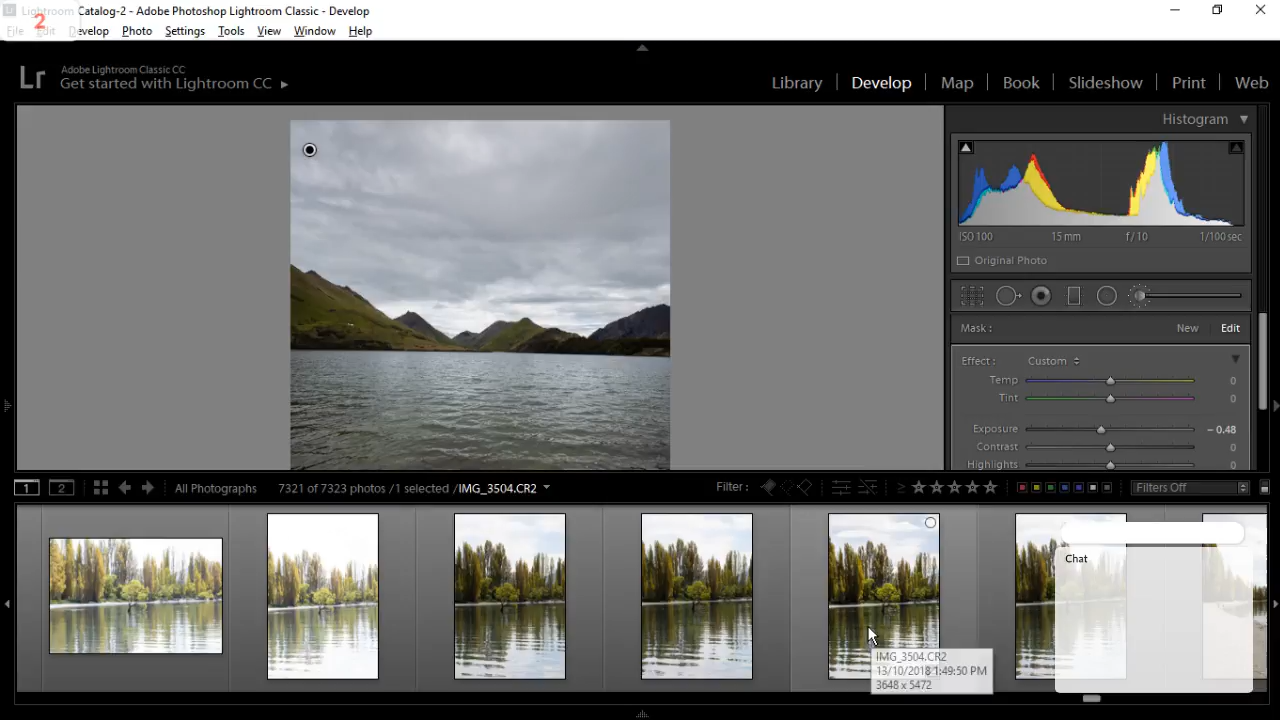 Lightroom Catalog-2 - Adobe Photoshop Lightroom Classic - Develop
2
File Edit Develop Photo Settings Tools View Window Help
Lr
Adobe Lightroom Classic CC
Get started with Lightroom CC
Library | Develop | Map | Book | Slideshow | Print | Web
Histogram
ISO 100 15 mm f / 10 1/100 sec
Original Photo
Mask : New Edit
Effect : Custom
Temp 0
Tint 0
Exposure – 0.48
Contrast 0
Highlights 0
1 2 All Photographs 7321 of 7323 photos / 1 selected / IMG_3504.CR2 Filter : Filters Off
Chat
IMG_3504.CR2
13/10/2018 1:49:50 PM
3648 x 5472